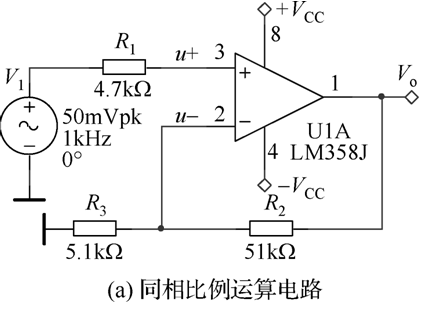 +VCC
8
R1
u+
3
V1
+
4.7kΩ
+
1
Vo
50mVpk
1kHz
0°
u−
2
−
U1A
LM358J
~
−
4
−VCC
R3
R2
5.1kΩ
51kΩ
(a) 同相比例运算电路